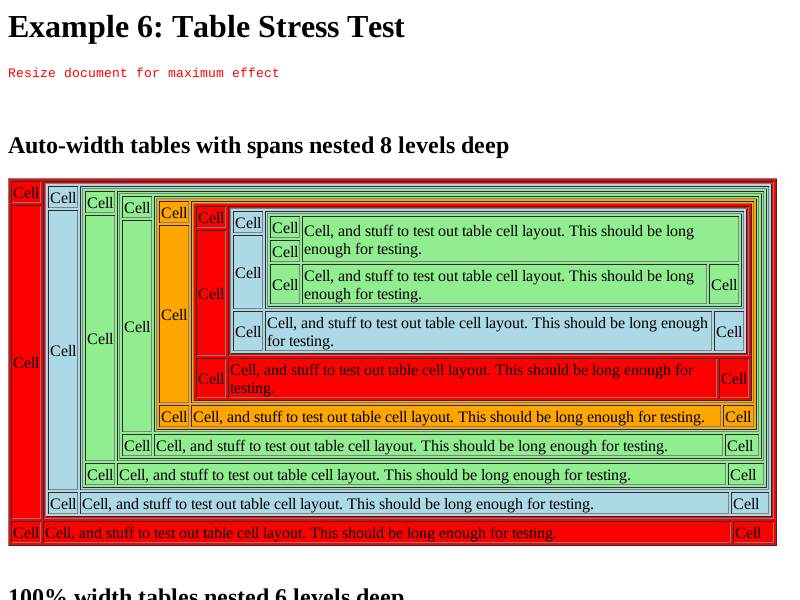 Example 6: Table Stress Test
Resize document for maximum effect
Auto-width tables with spans nested 8 levels deep
Cell
Cell
Cell
Cell
Cell
Cell
Cell
Cell
Cell, and stuff to test out table cell layout. This should be long
enough for testing.
Cell
Cell
Cell, and stuff to test out table cell layout. This should be long
enough for testing.
Cell
Cell
Cell
Cell, and stuff to test out table cell layout. This should be long enough
for testing.
Cell
Cell
Cell
Cell, and stuff to test out table cell layout. This should be long enough for
testing.
Cell
Cell
Cell
Cell, and stuff to test out table cell layout. This should be long enough for testing.
Cell
Cell
Cell
Cell, and stuff to test out table cell layout. This should be long enough for testing.
Cell
Cell
Cell
Cell, and stuff to test out table cell layout. This should be long enough for testing.
Cell
Cell
Cell
Cell, and stuff to test out table cell layout. This should be long enough for testing.
Cell
Cell
Cell
Cell, and stuff to test out table cell layout. This should be long enough for testing.
Cell
100% width tables nested 6 levels deep